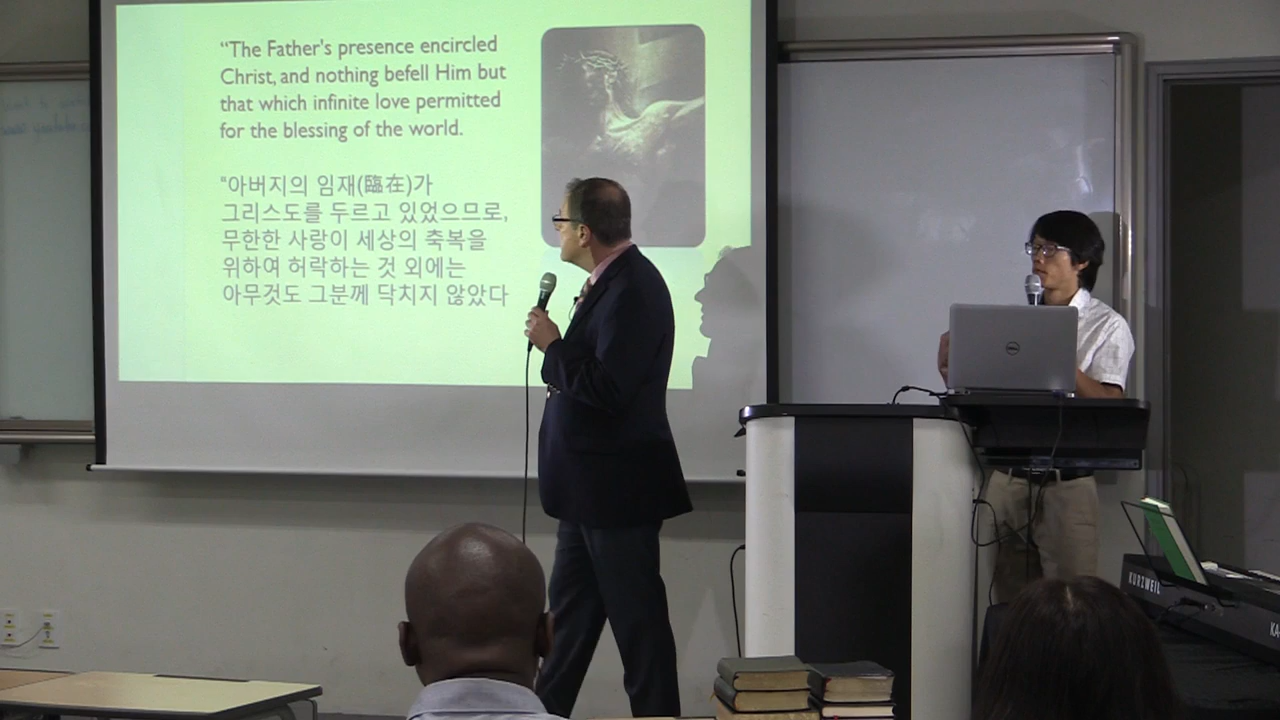 “The Father's presence encircled
Christ, and nothing befell Him but
that which infinite love permitted
for the blessing of the world.
“아버지의 임재(臨在)가
그리스도를 두르고 있었으므로,
무한한 사랑이 세상의 축복을
위하여 허락하는 것 외에는
아무것도 그분께 닥치지 않았다
DELL
KURZWEIL